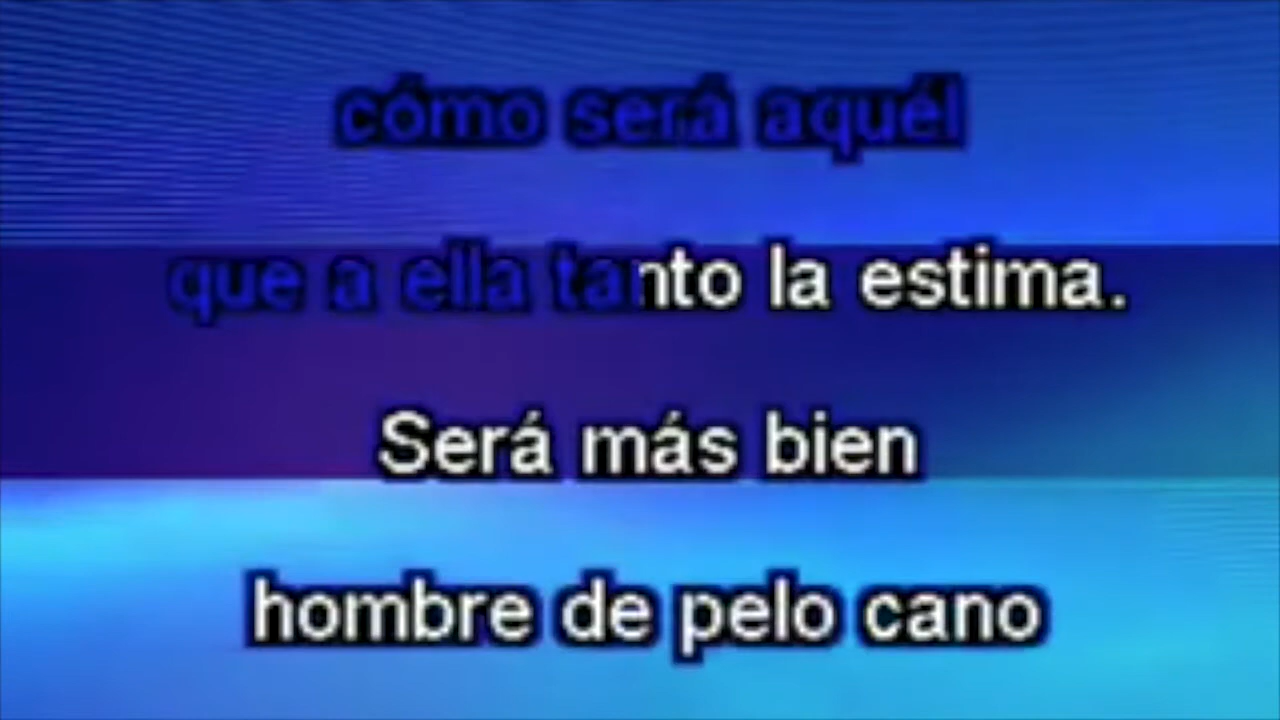 cómo será aquél
que a ella tanto la estima.
Será más bien
hombre de pelo cano